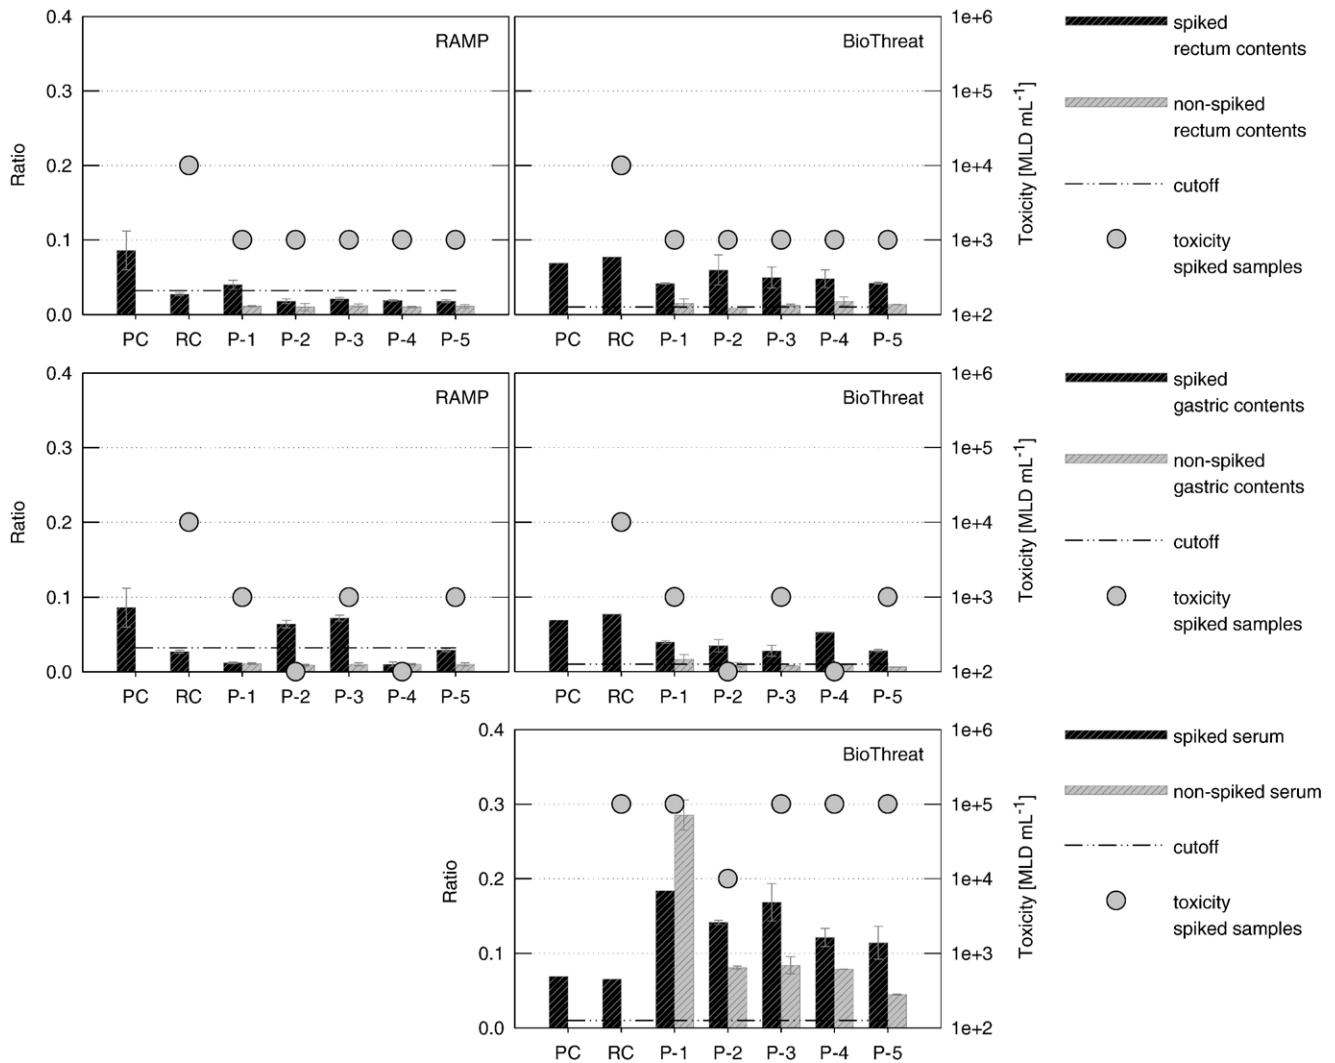 0.4
RAMP
BioThreat
1e+6
0.3
1e+5
0.2
1e+4
0.1
1e+3
0.0
1e+2
Ratio
Toxicity [MLD mL⁻¹]
PC RC P-1 P-2 P-3 P-4 P-5
PC RC P-1 P-2 P-3 P-4 P-5
spiked
rectum contents
non-spiked
rectum contents
cutoff
toxicity
spiked samples
0.4
RAMP
BioThreat
1e+6
0.3
1e+5
0.2
1e+4
0.1
1e+3
0.0
1e+2
Ratio
Toxicity [MLD mL⁻¹]
PC RC P-1 P-2 P-3 P-4 P-5
PC RC P-1 P-2 P-3 P-4 P-5
spiked
gastric contents
non-spiked
gastric contents
cutoff
toxicity
spiked samples
0.4
BioThreat
1e+6
0.3
1e+5
0.2
1e+4
0.1
1e+3
0.0
1e+2
Ratio
Toxicity [MLD mL⁻¹]
PC RC P-1 P-2 P-3 P-4 P-5
spiked serum
non-spiked serum
cutoff
toxicity
spiked samples